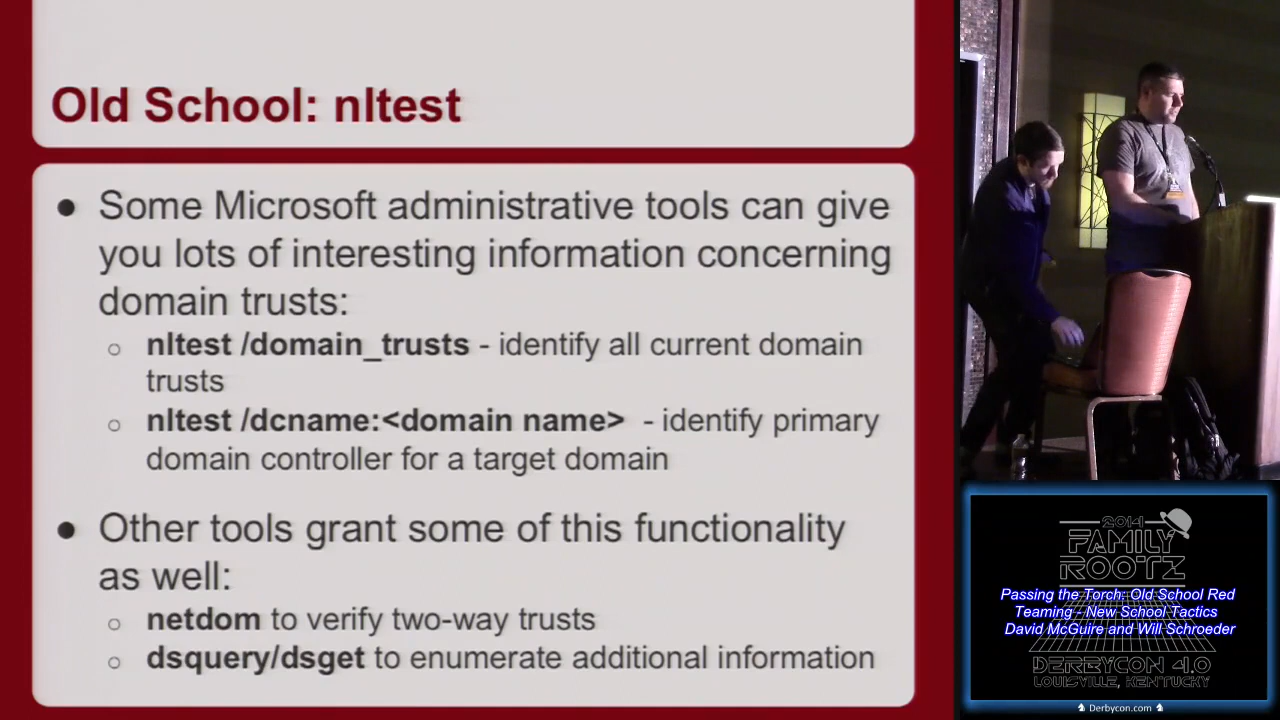 Old School: nltest
● Some Microsoft administrative tools can give
you lots of interesting information concerning
domain trusts:
○ nltest /domain_trusts - identify all current domain
trusts
○ nltest /dcname:<domain name> - identify primary
domain controller for a target domain
● Other tools grant some of this functionality
as well:
○ netdom to verify two-way trusts
○ dsquery/dsget to enumerate additional information
2014
FAMILY
ROOTZ
Passing the Torch: Old School Red
Teaming - New School Tactics
David McGuire and Will Schroeder
DERBYCON 4.0
LOUISVILLE, KENTUCKY
Derbycon.com